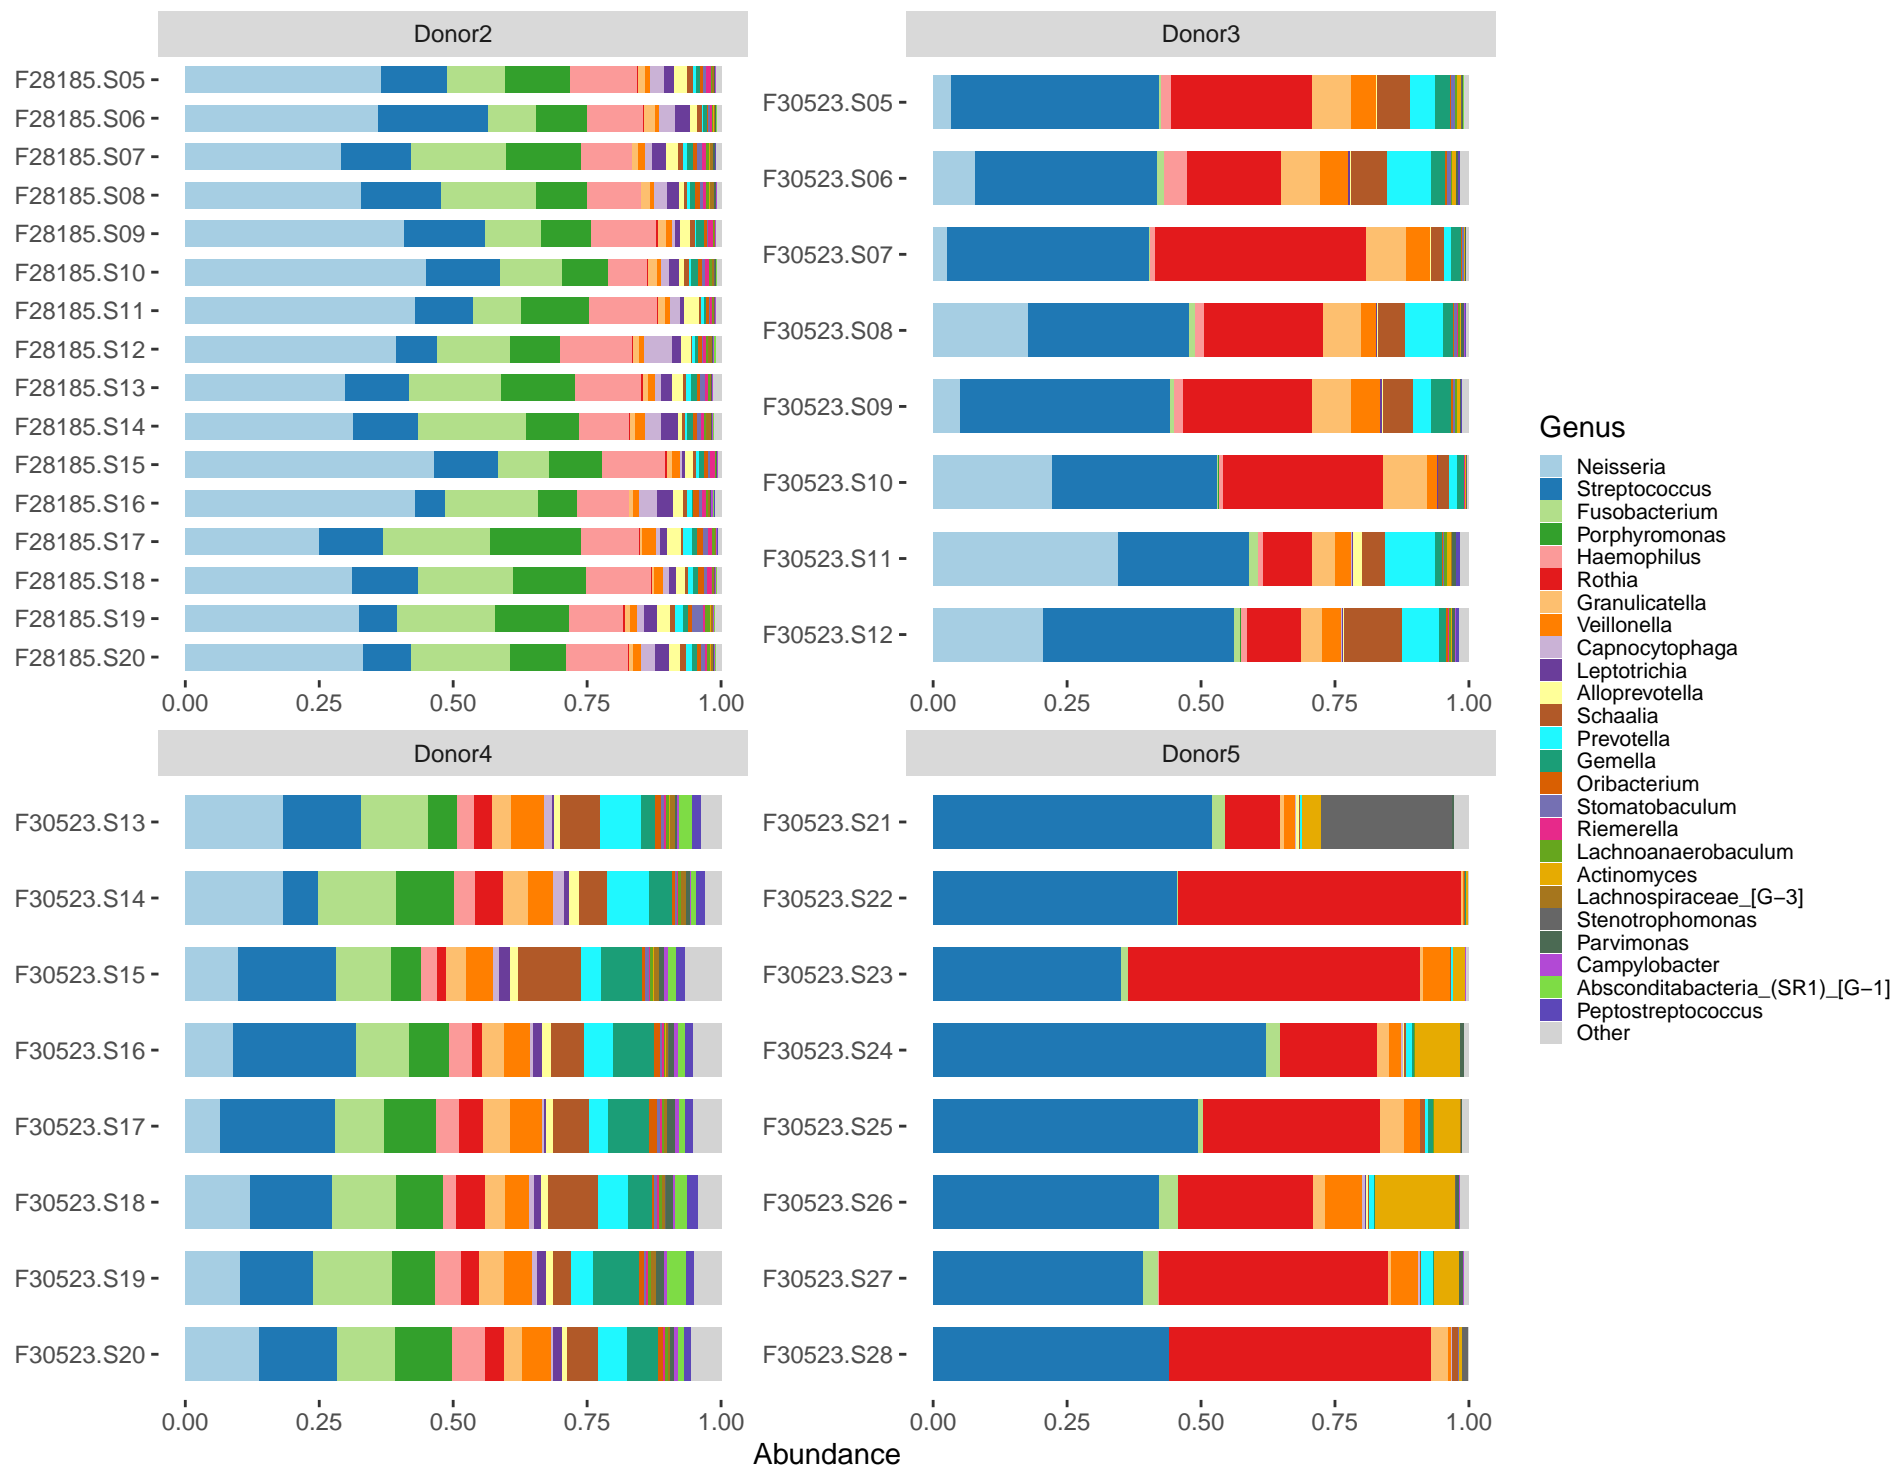 Donor2
F28185.S05
F28185.S06
F28185.S07
F28185.S08
F28185.S09
F28185.S10
F28185.S11
F28185.S12
F28185.S13
F28185.S14
F28185.S15
F28185.S16
F28185.S17
F28185.S18
F28185.S19
F28185.S20
0.00 0.25 0.50 0.75 1.00
Donor3
F30523.S05
F30523.S06
F30523.S07
F30523.S08
F30523.S09
F30523.S10
F30523.S11
F30523.S12
0.00 0.25 0.50 0.75 1.00
Donor4
F30523.S13
F30523.S14
F30523.S15
F30523.S16
F30523.S17
F30523.S18
F30523.S19
F30523.S20
0.00 0.25 0.50 0.75 1.00
Donor5
F30523.S21
F30523.S22
F30523.S23
F30523.S24
F30523.S25
F30523.S26
F30523.S27
F30523.S28
0.00 0.25 0.50 0.75 1.00
Abundance
Genus
Neisseria
Streptococcus
Fusobacterium
Porphyromonas
Haemophilus
Rothia
Granulicatella
Veillonella
Capnocytophaga
Leptotrichia
Alloprevotella
Schaalia
Prevotella
Gemella
Oribacterium
Stomatobaculum
Riemerella
Lachnoanaerobaculum
Actinomyces
Lachnospiraceae_[G−3]
Stenotrophomonas
Parvimonas
Campylobacter
Absconditabacteria_(SR1)_[G−1]
Peptostreptococcus
Other